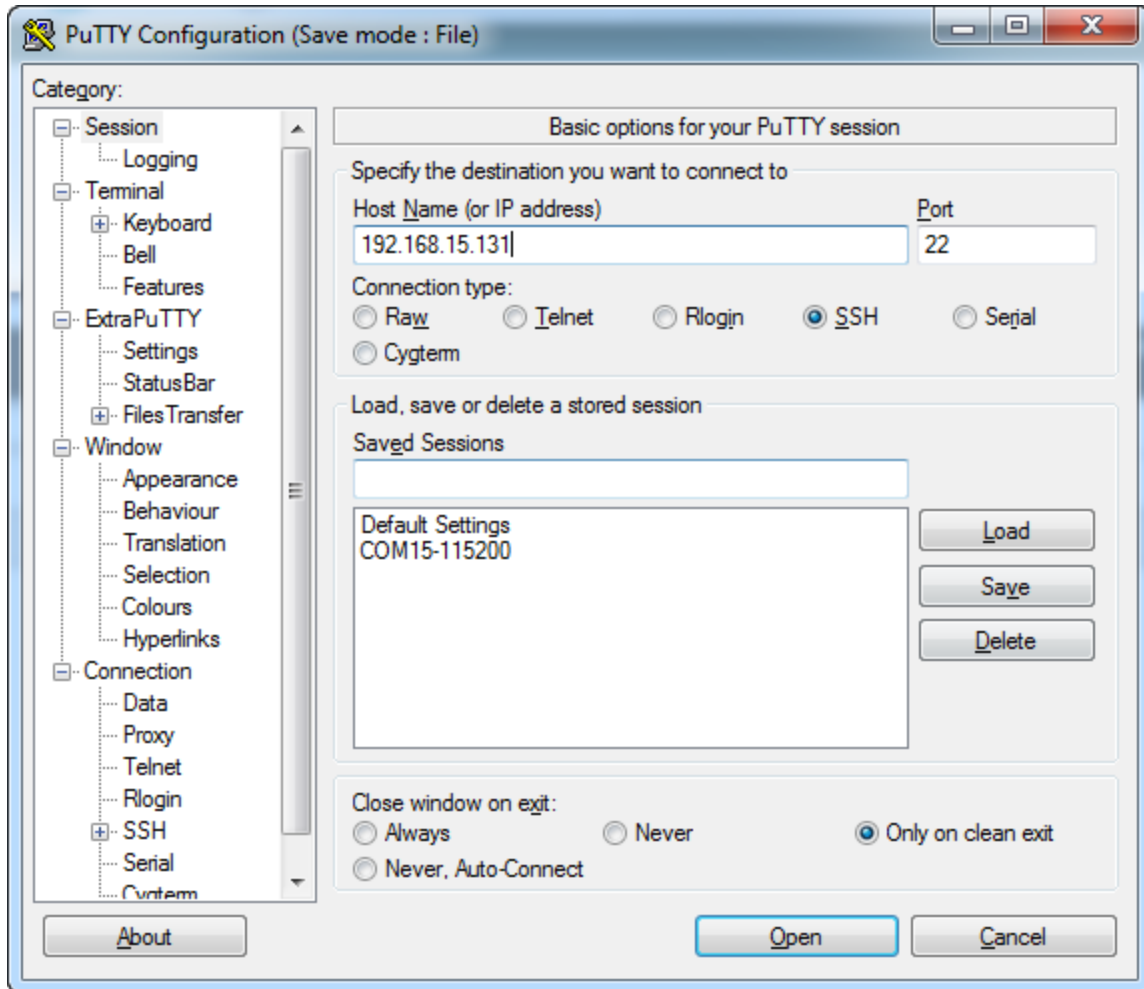 PuTTY Configuration (Save mode : File)
Category:
Session
Logging
Terminal
Keyboard
Bell
Features
ExtraPuTTY
Settings
StatusBar
FilesTransfer
Window
Appearance
Behaviour
Translation
Selection
Colours
Hyperlinks
Connection
Data
Proxy
Telnet
Rlogin
SSH
Serial
Cygterm
About
Basic options for your PuTTY session
Specify the destination you want to connect to
Host Name (or IP address) Port
192.168.15.131 22
Connection type:
Raw Telnet Rlogin SSH Serial
Cygterm
Load, save or delete a stored session
Saved Sessions
Default Settings
COM15-115200
Load
Save
Delete
Close window on exit:
Always Never Only on clean exit
Never, Auto-Connect
Open Cancel